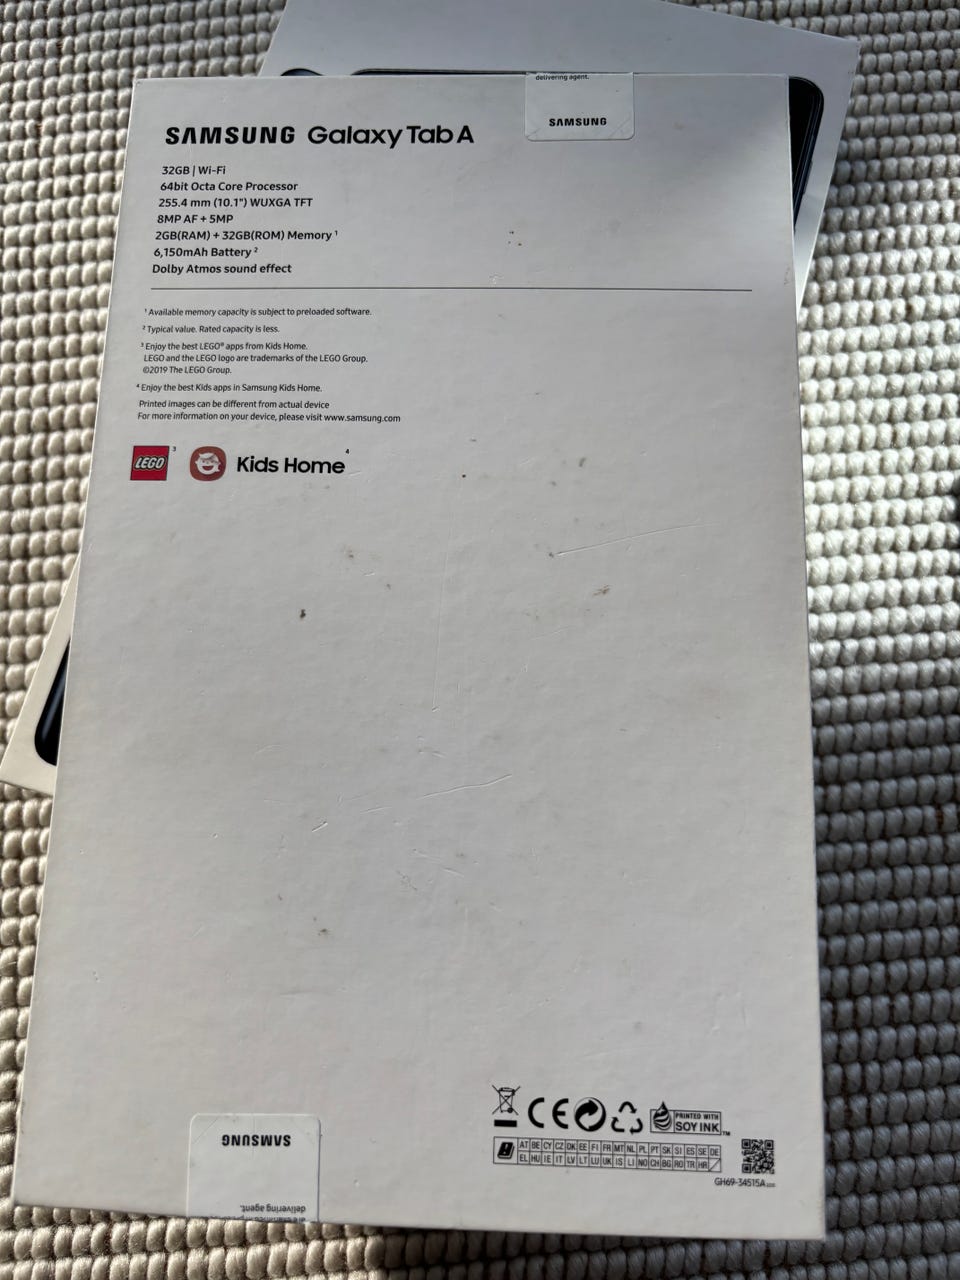 delivering agent.
SAMSUNG
SAMSUNG Galaxy Tab A
32GB | Wi-Fi
64bit Octa Core Processor
255.4 mm (10.1") WUXGA TFT
8MP AF + 5MP
2GB(RAM) + 32GB(ROM) Memory ¹
6,150mAh Battery ²
Dolby Atmos sound effect
¹ Available memory capacity is subject to preloaded software.
² Typical value. Rated capacity is less.
³ Enjoy the best LEGO® apps from Kids Home.
LEGO and the LEGO logo are trademarks of the LEGO Group.
©2019 The LEGO Group.
⁴ Enjoy the best Kids apps in Samsung Kids Home.
Printed images can be different from actual device
For more information on your device, please visit www.samsung.com
LEGO ³ Kids Home ⁴
CE
PRINTED WITH
SOY INK™
AT BE CY CZ DK EE FI FR MT NL PL PT SK SI ES SE DE
EL HU IE IT LV LT LU UK IS LI NO CH BG RO TR HR
GH69-34515A
SAMSUNG
delivering agent.